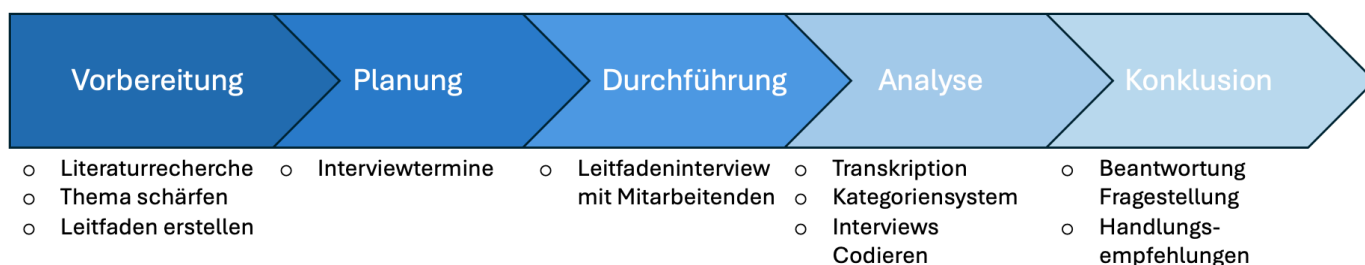 Vorbereitung
Planung
Durchführung
Analyse
Konklusion
o Literaturrecherche
o Thema schärfen
o Leitfaden erstellen
o Interviewtermine
o Leitfadeninterview
mit Mitarbeitenden
o Transkription
o Kategoriensystem
o Interviews
Codieren
o Beantwortung
Fragestellung
o Handlungs-
empfehlungen